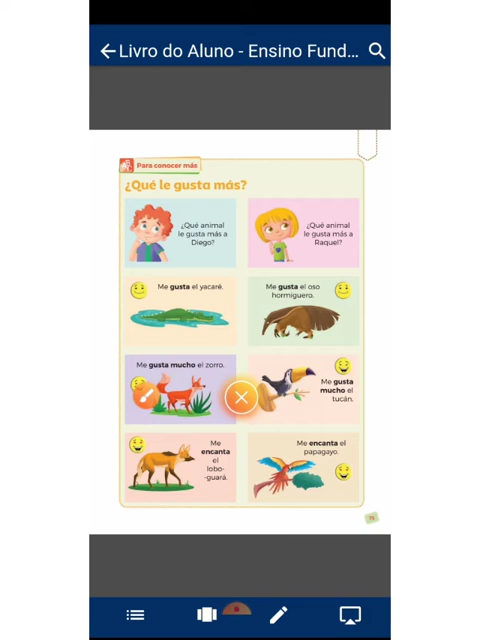 Livro do Aluno - Ensino Fund...
Para conocer más
¿Qué le gusta más?
¿Qué animal
le gusta más a
Diego?
¿Qué animal
le gusta más a
Raquel?
Me gusta el yacaré.
Me gusta el oso
hormiguero.
Me gusta mucho el zorro.
Me gusta
mucho el
tucán.
Me
encanta
el
lobo-
-guará.
Me encanta el
papagayo.